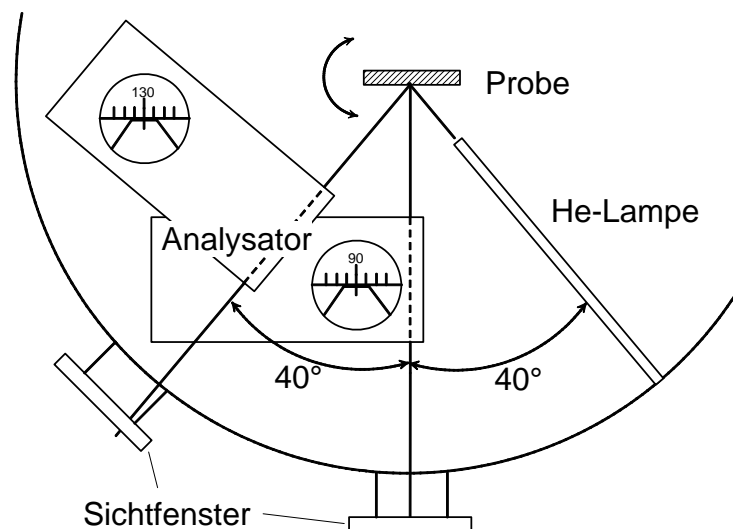 130
Probe
He-Lampe
Analysator
90
40°
40°
Sichtfenster